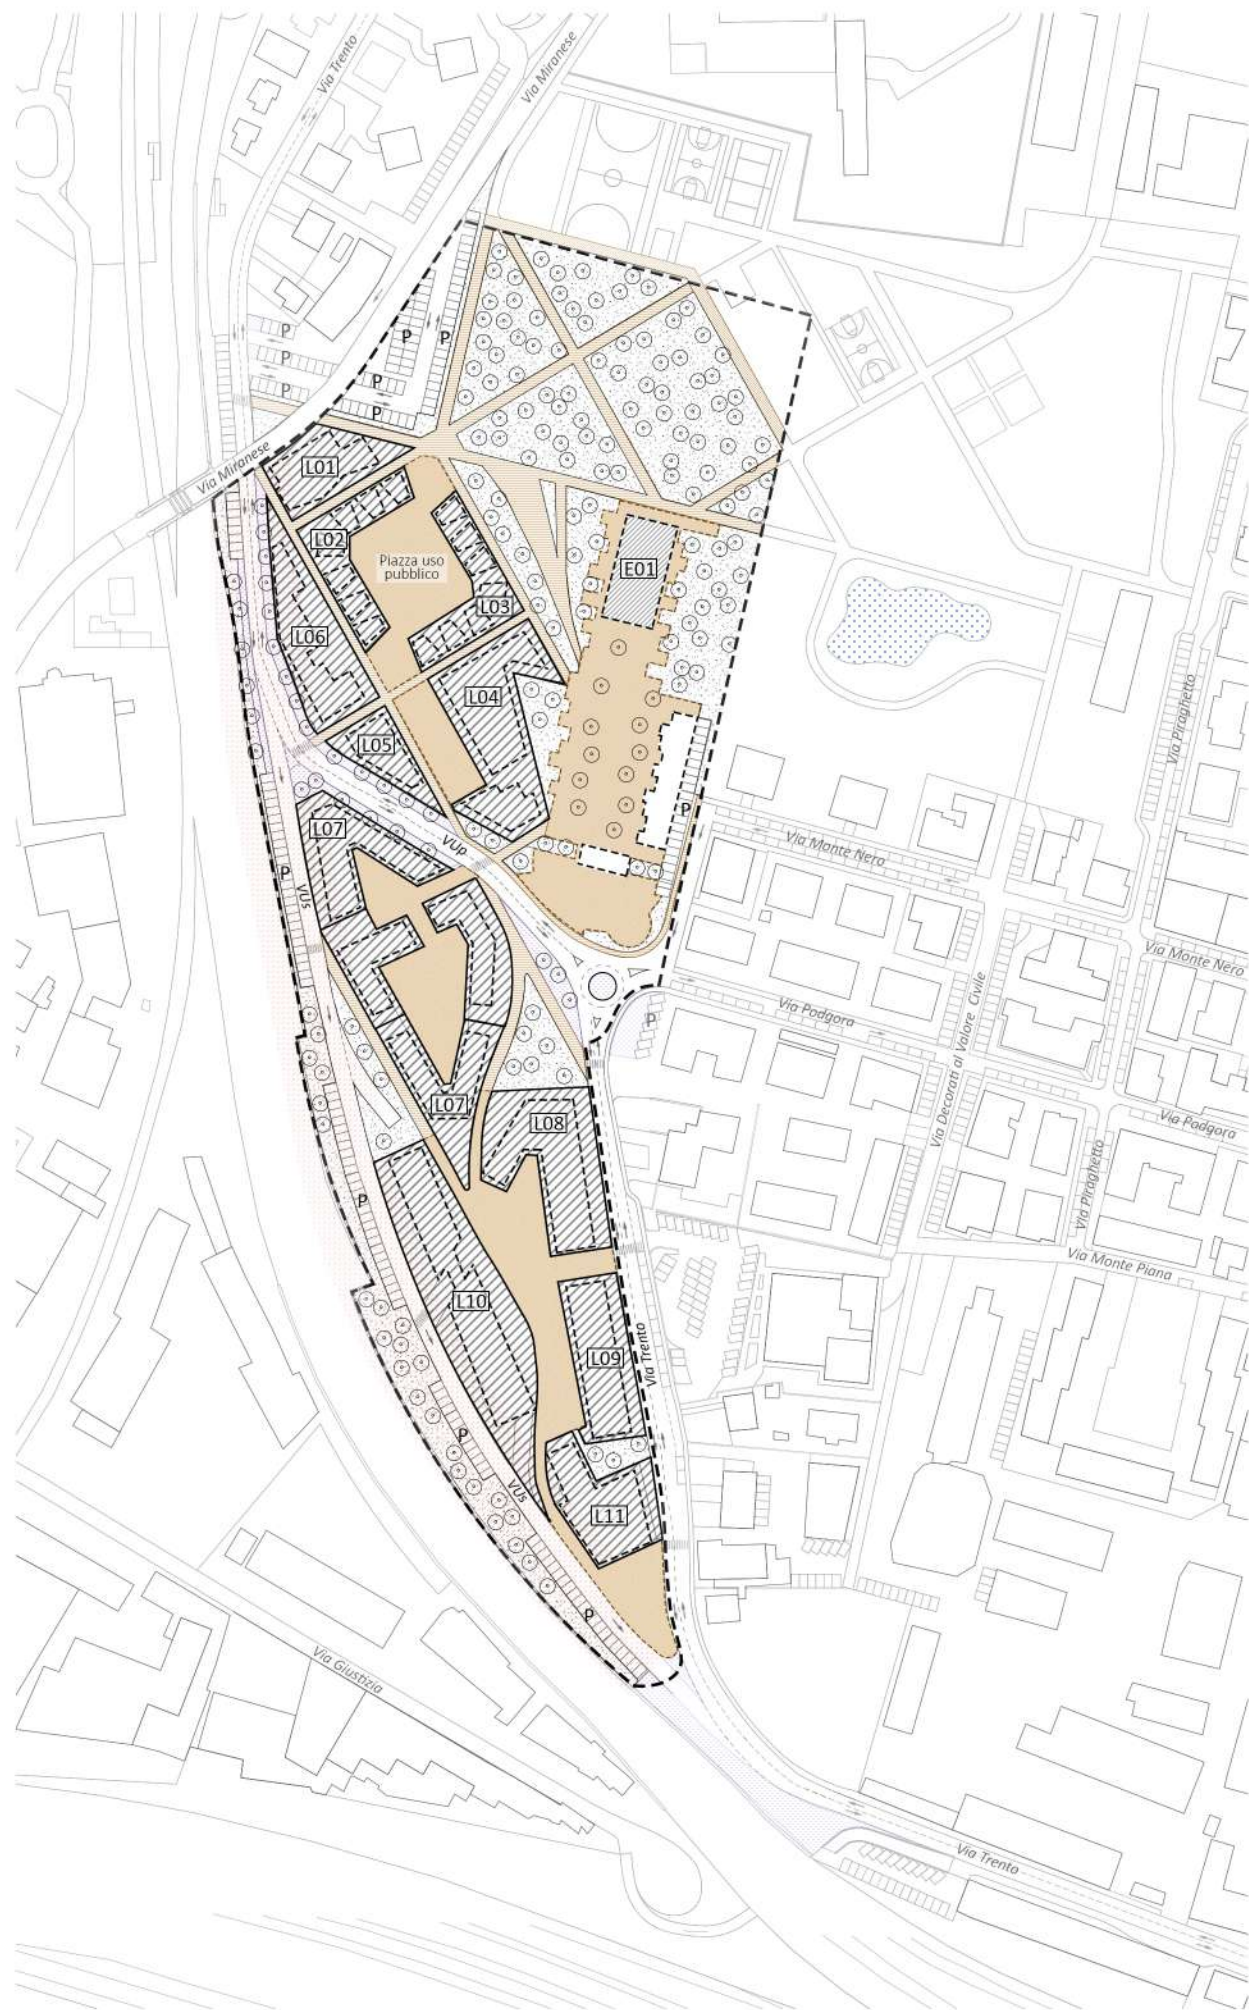 Via Trento
Via Miranese
P
P
P
P
P
P
P
Via Miranese
L01
L02
Piazza uso
pubblico
E01
L03
L06
L04
L05
Via Piraghetto
P
L07
VUp
Via Monte Nero
P
VUs
Via Monte Nero
Via Podgora
P
Via Decorati al Valore Civile
L07
L08
Via Podgora
P
Via Piraghetto
Via Monte Piana
L10
L09
Via Trento
P
VUs
L11
P
Via Giustizia
Via Trento